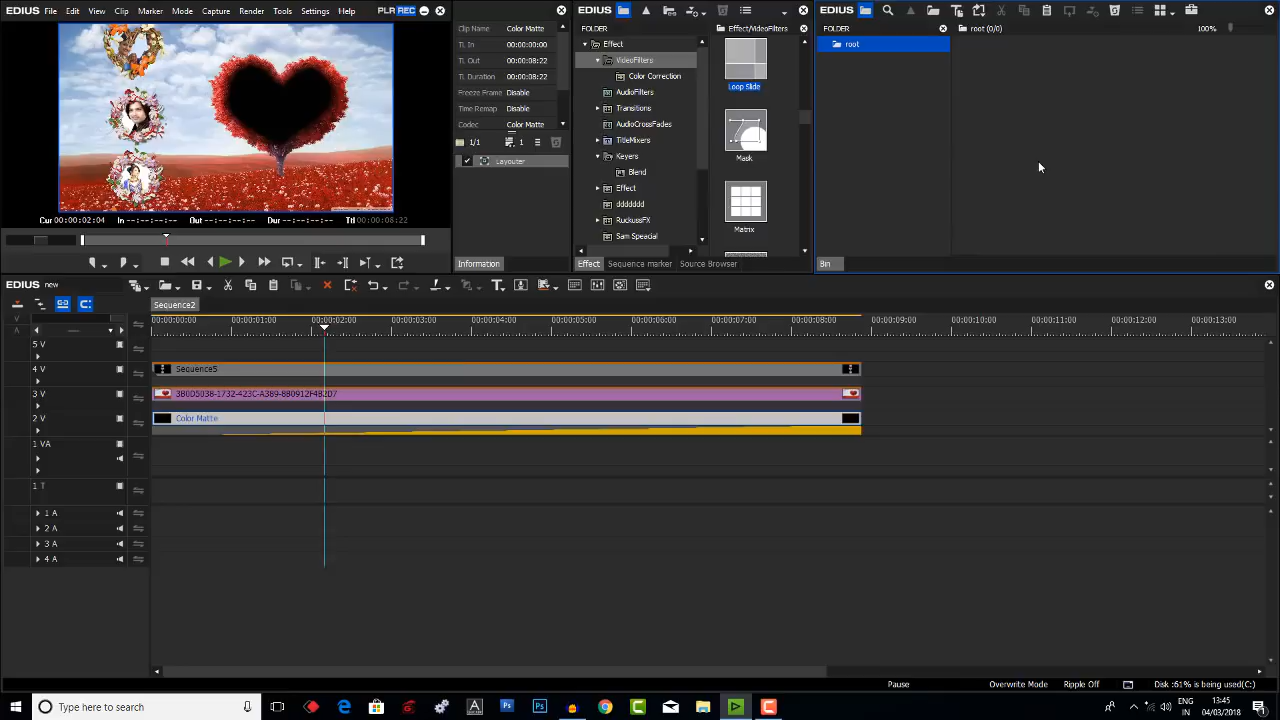 EDIUS File Edit View Clip Marker Mode Capture Render Tools Settings Help PLR REC
Cur 00:00:02:04 In --:--:--:-- Out --:--:--:-- Dur --:--:--:-- Ttl 00:00:08:22
Clip Name Color Matte
TL In 00:00:00:00
TL Out 00:00:08:22
TL Duration 00:00:08:22
Freeze Frame Disable
Time Remap Disable
Codec Color Matte
1/1 1
Layouter
Information
EDIUS
FOLDER
Effect
VideoFilters
Color Correction
AudioFilters
Transitions
AudioCrossFades
TitleMixers
Keyers
Blend
Effect
ddddddd
RuckussFX
Sam Speacial
Effect/VideoFilters
Loop Slide
Mask
Matrix
Effect Sequence marker Source Browser
EDIUS
FOLDER
root
root (0/0) 100%
Bin
EDIUS new
Sequence2
00:00:00:00 00:00:01:00 00:00:02:00 00:00:03:00 00:00:04:00 00:00:05:00 00:00:06:00 00:00:07:00 00:00:08:00 00:00:09:00 00:00:10:00 00:00:11:00 00:00:12:00 00:00:13:00
V
A
5 V
4 V Sequence5
3 V 3B0D5038-1732-423C-A389-8B0912F4B2D7
2 V Color Matte
1 VA
1 T
1 A
2 A
3 A
4 A
Pause Overwrite Mode Ripple Off Disk :61% is being used(C:)
Type here to search
ENG
IN
13:45
04/03/2018